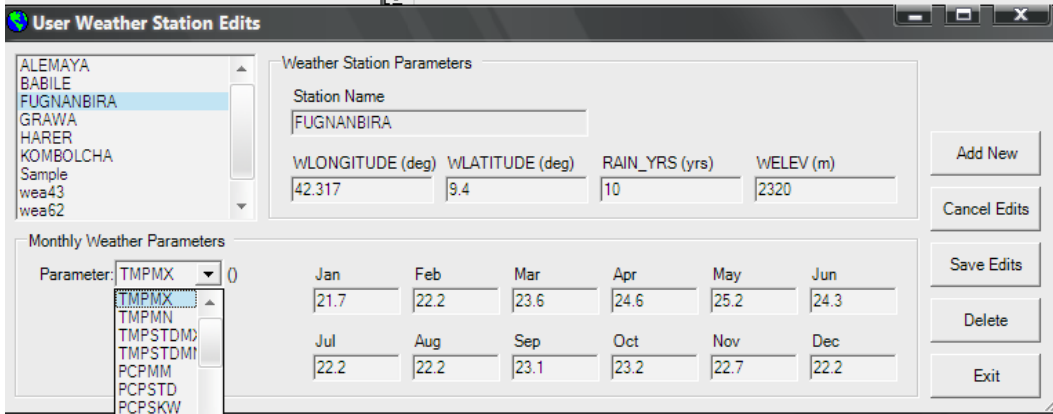 User Weather Station Edits
ALEMAYA
BABILE
FUGNANBIRA
GRAWA
HARER
KOMBOLCHA
Sample
wea43
wea62
Weather Station Parameters
Station Name
FUGNANBIRA
WLONGITUDE (deg) WLATITUDE (deg) RAIN_YRS (yrs) WELEV (m)
42.317 9.4 10 2320
Add New
Cancel Edits
Save Edits
Delete
Exit
Monthly Weather Parameters
Parameter: TMPMX ()
TMPMX
TMPMN
TMPSTDMX
PCPMM
PCPSTD
PCPSKW
Jan Feb Mar Apr May Jun
21.7 22.2 23.6 24.6 25.2 24.3
Jul Aug Sep Oct Nov Dec
22.2 22.2 23.1 23.2 22.7 22.2